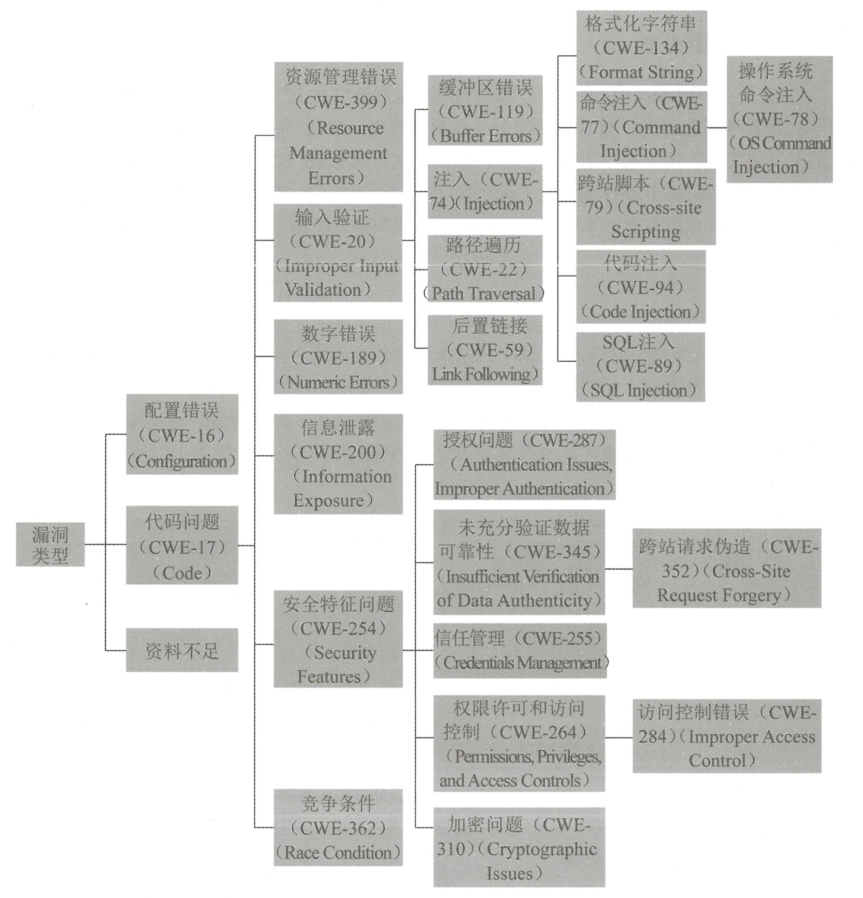 漏洞
类型
配置错误
(CWE-16)
(Configuration)
代码问题
(CWE-17)
(Code)
资料不足
资源管理错误
(CWE-399)
(Resource
Management
Errors)
输入验证
(CWE-20)
(Improper Input
Validation)
数字错误
(CWE-189)
(Numeric Errors)
信息泄露
(CWE-200)
(Information
Exposure)
安全特征问题
(CWE-254)
(Security
Features)
竞争条件
(CWE-362)
(Race Condition)
缓冲区错误
(CWE-119)
(Buffer Errors)
注入(CWE-
74)(Injection)
路径遍历
(CWE-22)
(Path Traversal)
后置链接
(CWE-59)
Link Following)
格式化字符串
(CWE-134)
(Format String)
命令注入(CWE-
77)(Command
Injection)
操作系统
命令注入
(CWE-78)
(OS Command
Injection)
跨站脚本(CWE-
79)(Cross-site
Scripting
代码注入
(CWE-94)
(Code Injection)
SQL注入
(CWE-89)
(SQL Injection)
授权问题(CWE-287)
(Authentication Issues,
Improper Authentication)
未充分验证数据
可靠性(CWE-345)
(Insufficient Verification
of Data Authenticity)
跨站请求伪造(CWE-
352)(Cross-Site
Request Forgery)
信任管理(CWE-255)
(Credentials Management)
权限许可和访问
控制(CWE-264)
(Permissions, Privileges,
and Access Controls)
访问控制错误(CWE-
284)(Improper Access
Control)
加密问题(CWE-
310)(Cryptographic
Issues)